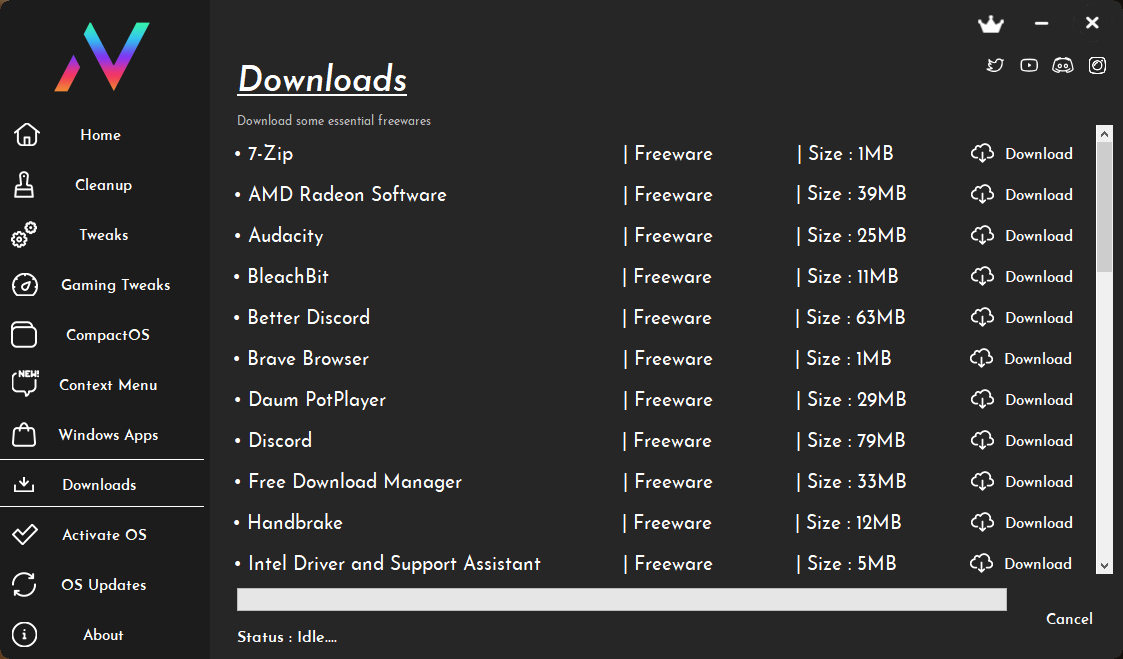 Home
Cleanup
Tweaks
Gaming Tweaks
CompactOS
NEW!
Context Menu
Windows Apps
Downloads
Activate OS
OS Updates
About
Downloads
Download some essential freewares
• 7-Zip | Freeware | Size : 1MB Download
• AMD Radeon Software | Freeware | Size : 39MB Download
• Audacity | Freeware | Size : 25MB Download
• BleachBit | Freeware | Size : 11MB Download
• Better Discord | Freeware | Size : 63MB Download
• Brave Browser | Freeware | Size : 1MB Download
• Daum PotPlayer | Freeware | Size : 29MB Download
• Discord | Freeware | Size : 79MB Download
• Free Download Manager | Freeware | Size : 33MB Download
• Handbrake | Freeware | Size : 12MB Download
• Intel Driver and Support Assistant | Freeware | Size : 5MB Download
Cancel
Status : Idle....